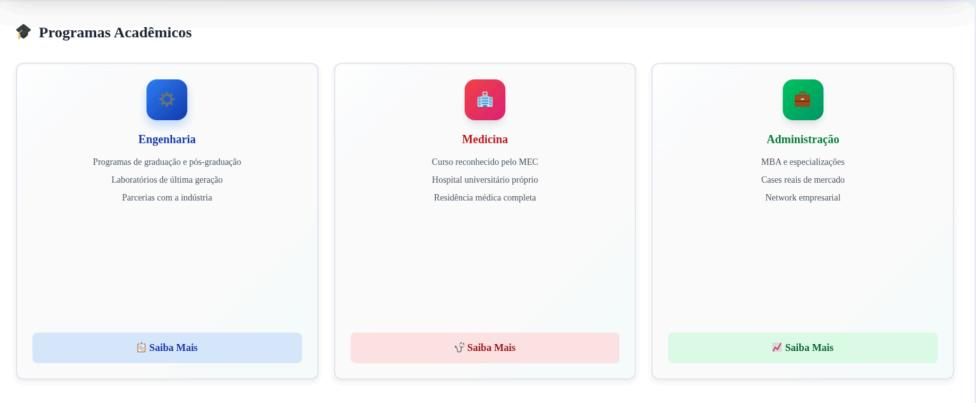 Programas Acadêmicos
Engenharia
Programas de graduação e pós-graduação
Laboratórios de última geração
Parcerias com a indústria
Saiba Mais
Medicina
Curso reconhecido pelo MEC
Hospital universitário próprio
Residência médica completa
Saiba Mais
Administração
MBA e especializações
Cases reais de mercado
Network empresarial
Saiba Mais